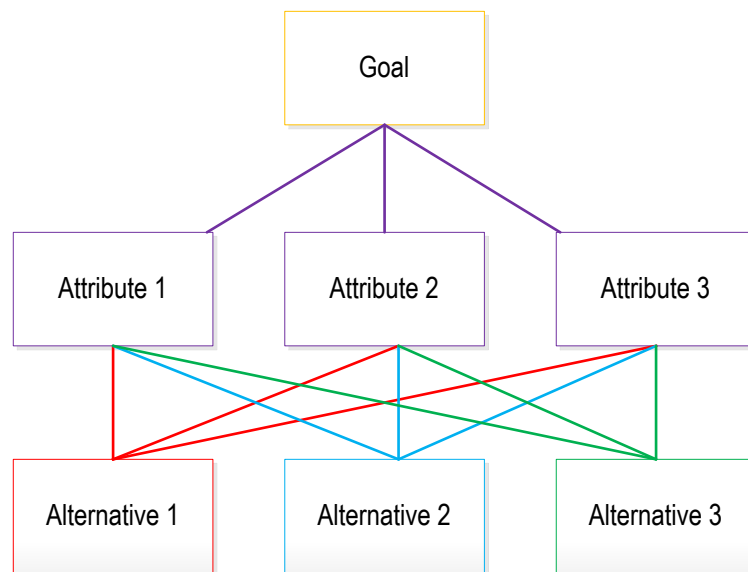 Goal
Attribute 1
Attribute 2
Attribute 3
Alternative 1
Alternative 2
Alternative 3